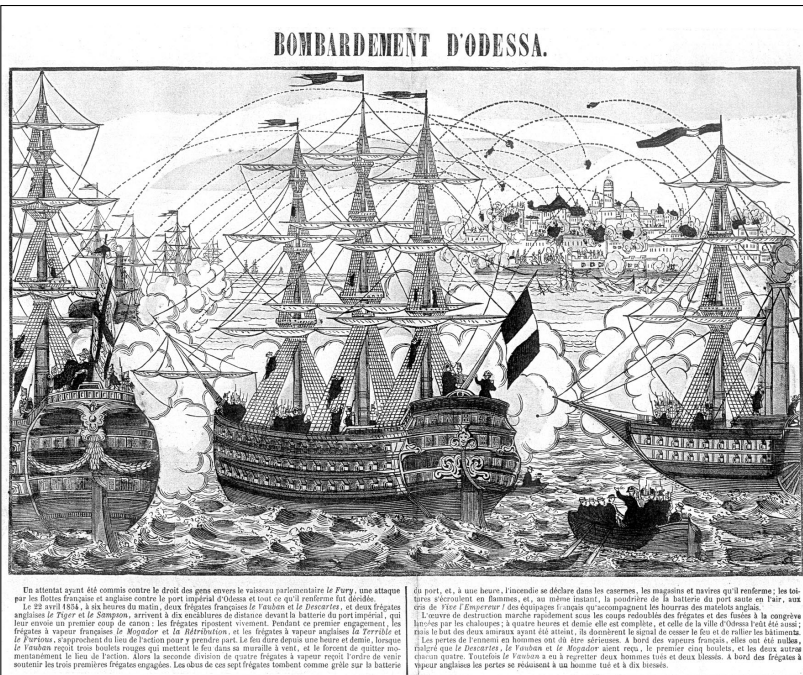 BOMBARDEMENT D'ODESSA.
Un attentat ayant été commis contre le droit des gens envers le vaisseau parlementaire le Fury, une attaque
par les flottes française et anglaise contre le port impérial d'Odessa et tout ce qu'il renferme fut décidée.
Le 22 avril 1854, à six heures du matin, deux frégates françaises le Vauban et le Descartes, et deux frégates
anglaises le Tiger et le Sampson, arrivent à dix encâblures de distance devant la batterie du port impérial, qui
leur envoie un premier coup de canon : les frégates ripostent vivement. Pendant ce premier engagement, les
frégates à vapeur françaises le Mogador et la Rétribution, et les frégates à vapeur anglaises la Terrible et
le Furious, s'approchent du lieu de l'action pour y prendre part. Le feu dure depuis une heure et demie, lorsque
le Vauban reçoit trois boulets rouges qui mettent le feu dans sa muraille à vent, et le forcent de quitter mo-
mentanément le lieu de l'action. Alors la seconde division de quatre frégates à vapeur reçoit l'ordre de venir
soutenir les trois premières frégates engagées. Les obus de ces sept frégates tombent comme grêle sur la batterie
du port, et, à une heure, l'incendie se déclare dans les casernes, les magasins et navires qu'il renferme ; les toi-
tures s'écroulent en flammes, et, au même instant, la poudrière de la batterie du port saute en l'air, aux
cris de Vive l'Empereur ! des équipages français qu'accompagnent les hourras des matelots anglais.
L'œuvre de destruction marche rapidement sous les coups redoublés des frégates et des fusées à la congrève
lancées par les chaloupes ; à quatre heures et demie elle est complète, et celle de la ville d'Odessa l'eût été aussi ;
mais le but des deux amiraux ayant été atteint, ils donnèrent le signal de cesser le feu et de rallier les bâtiments.
Les pertes de l'ennemi en hommes ont dû être sérieuses. A bord des vapeurs français, elles ont été nulles,
malgré que le Descartes, le Vauban et le Mogador aient reçu, le premier cinq boulets, et les deux autres
chacun quatre. Toutefois le Vauban a eu à regretter deux hommes tués et deux blessés. A bord des frégates à
vapeur anglaises les pertes se réduisent à un homme tué et à dix blessés.